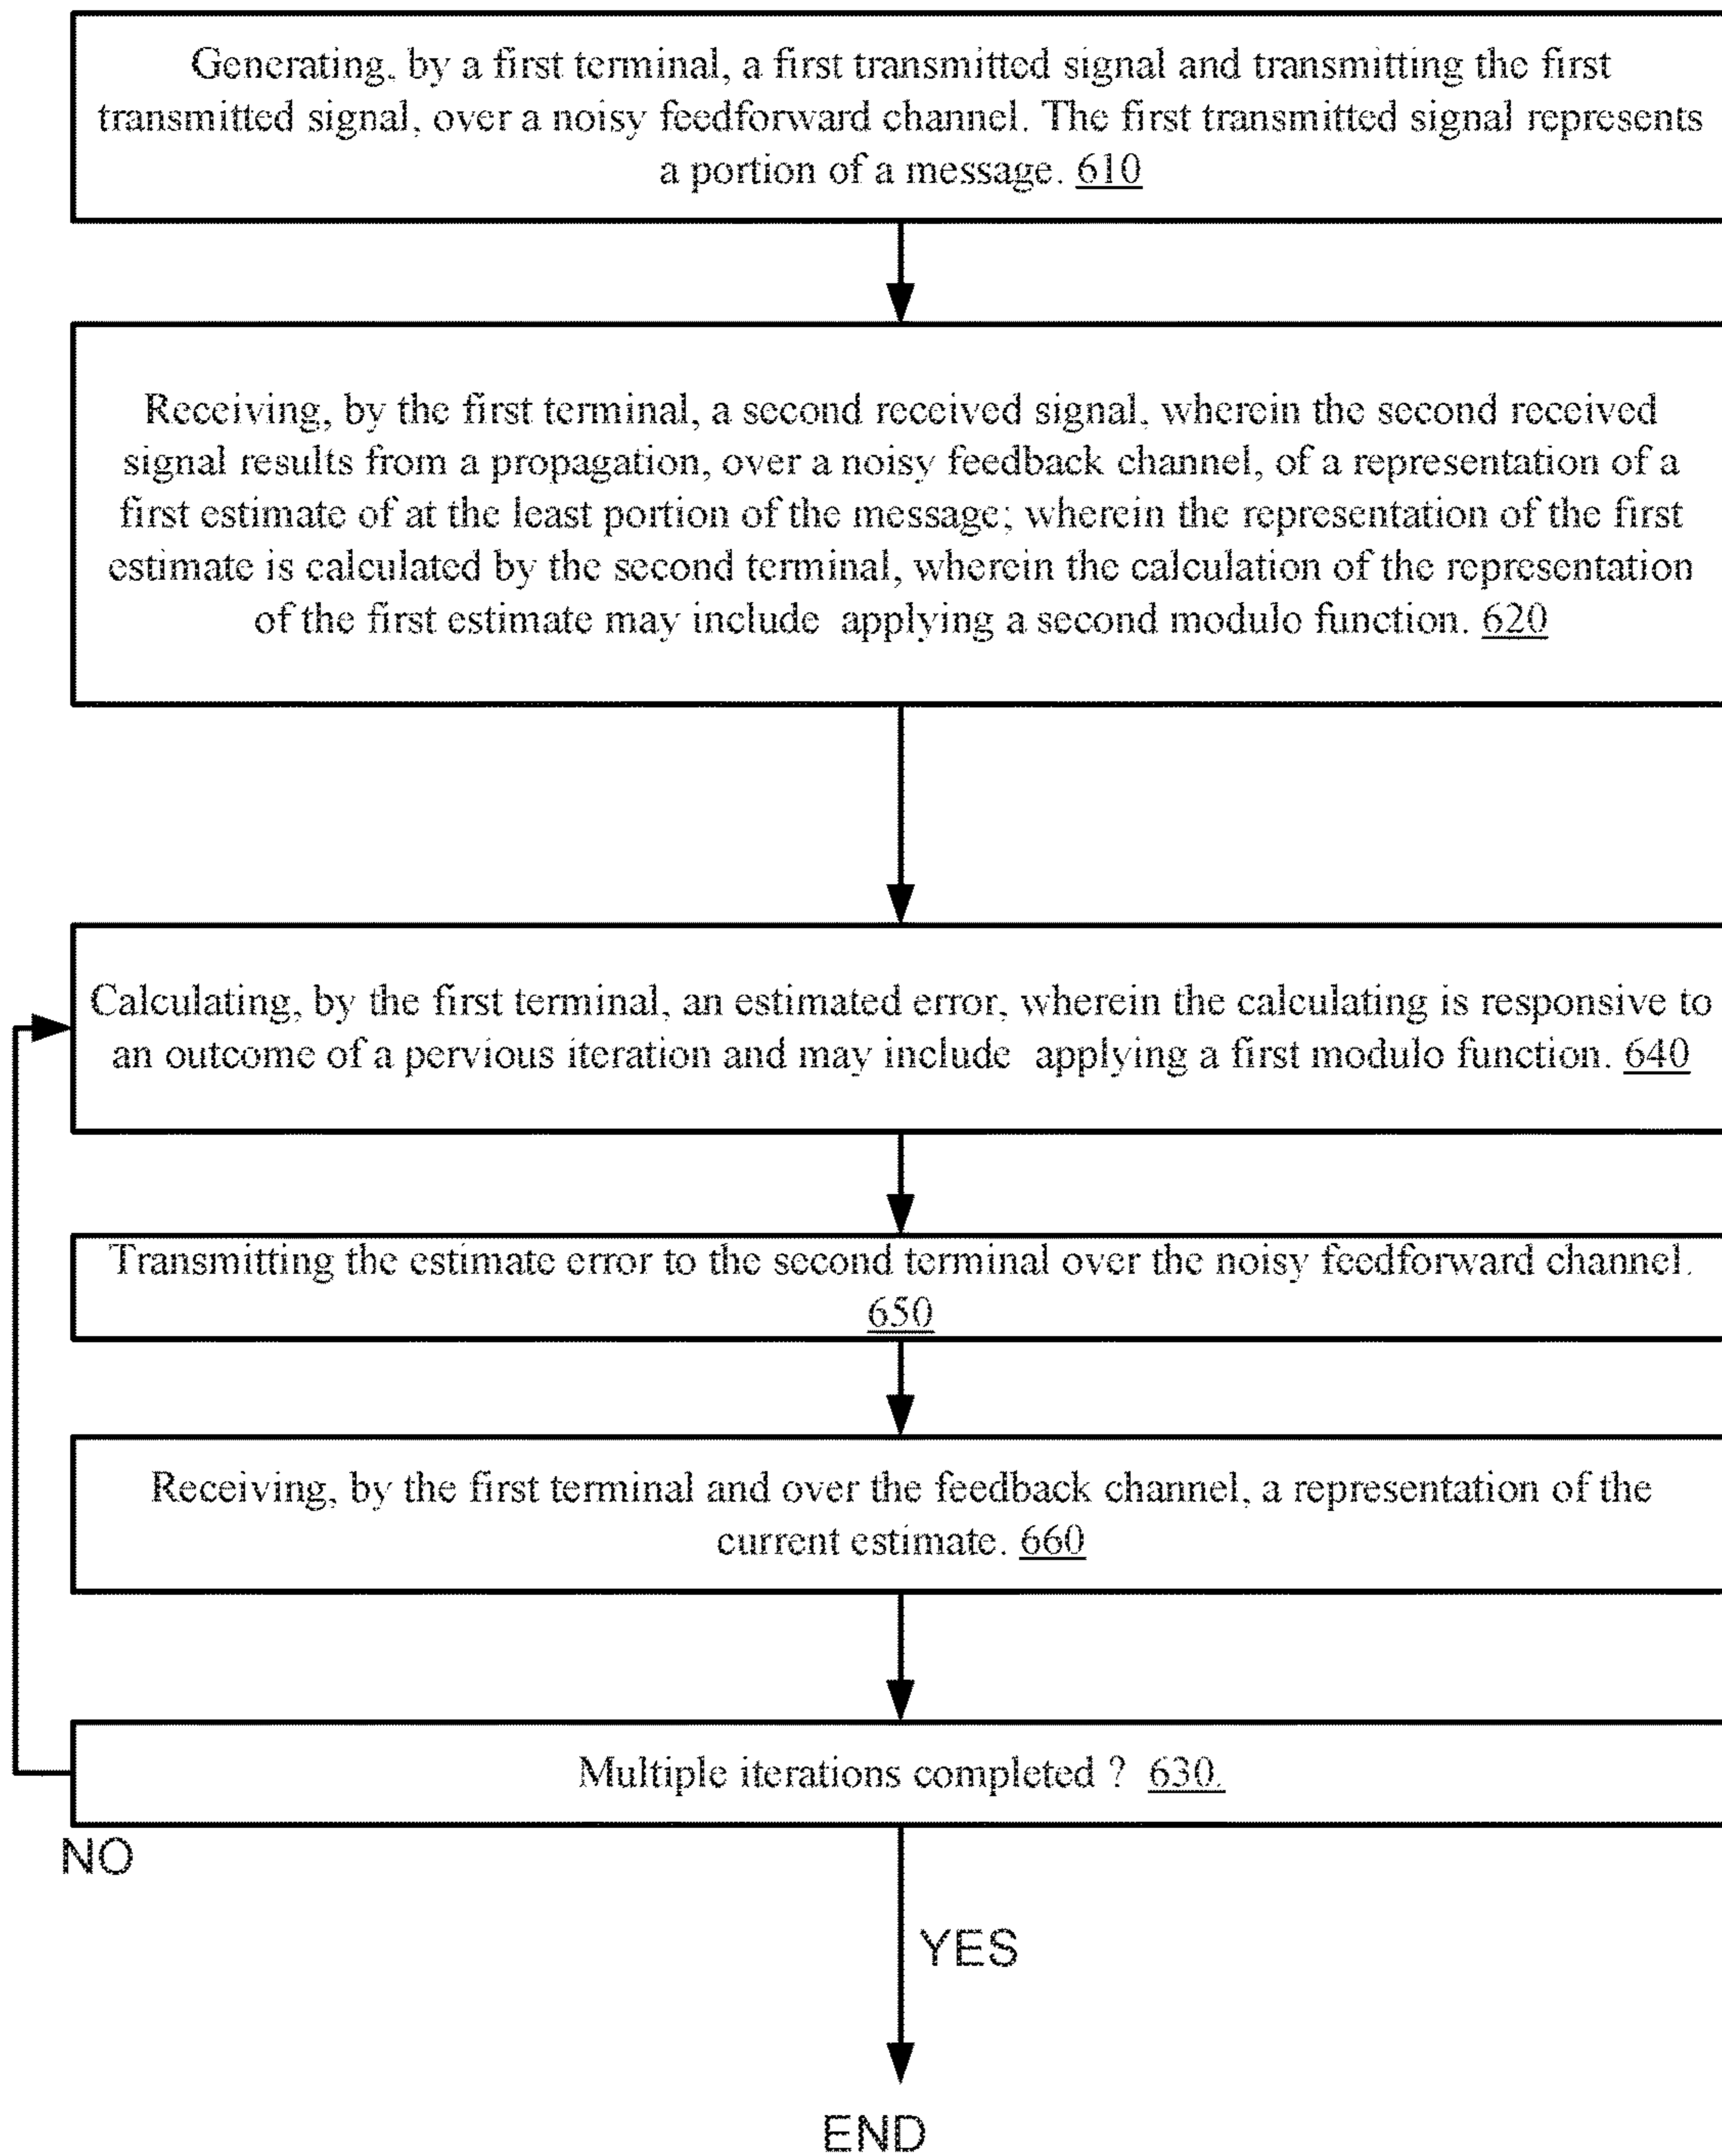 Generating, by a first terminal, a first transmitted signal and transmitting the first
transmitted signal, over a noisy feedforward channel. The first transmitted signal represents
a portion of a message. 610
Receiving, by the first terminal, a second received signal, wherein the second received
signal results from a propagation, over a noisy feedback channel, of a representation of a
first estimate of at the least portion of the message; wherein the representation of the first
estimate is calculated by the second terminal, wherein the calculation of the representation
of the first estimate may include applying a second modulo function. 620
Calculating, by the first terminal, an estimated error, wherein the calculating is responsive to
an outcome of a pervious iteration and may include applying a first modulo function. 640
Transmitting the estimate error to the second terminal over the noisy feedforward channel.
650
Receiving, by the first terminal and over the feedback channel, a representation of the
current estimate. 660
Multiple iterations completed ? 630.
NO
YES
END